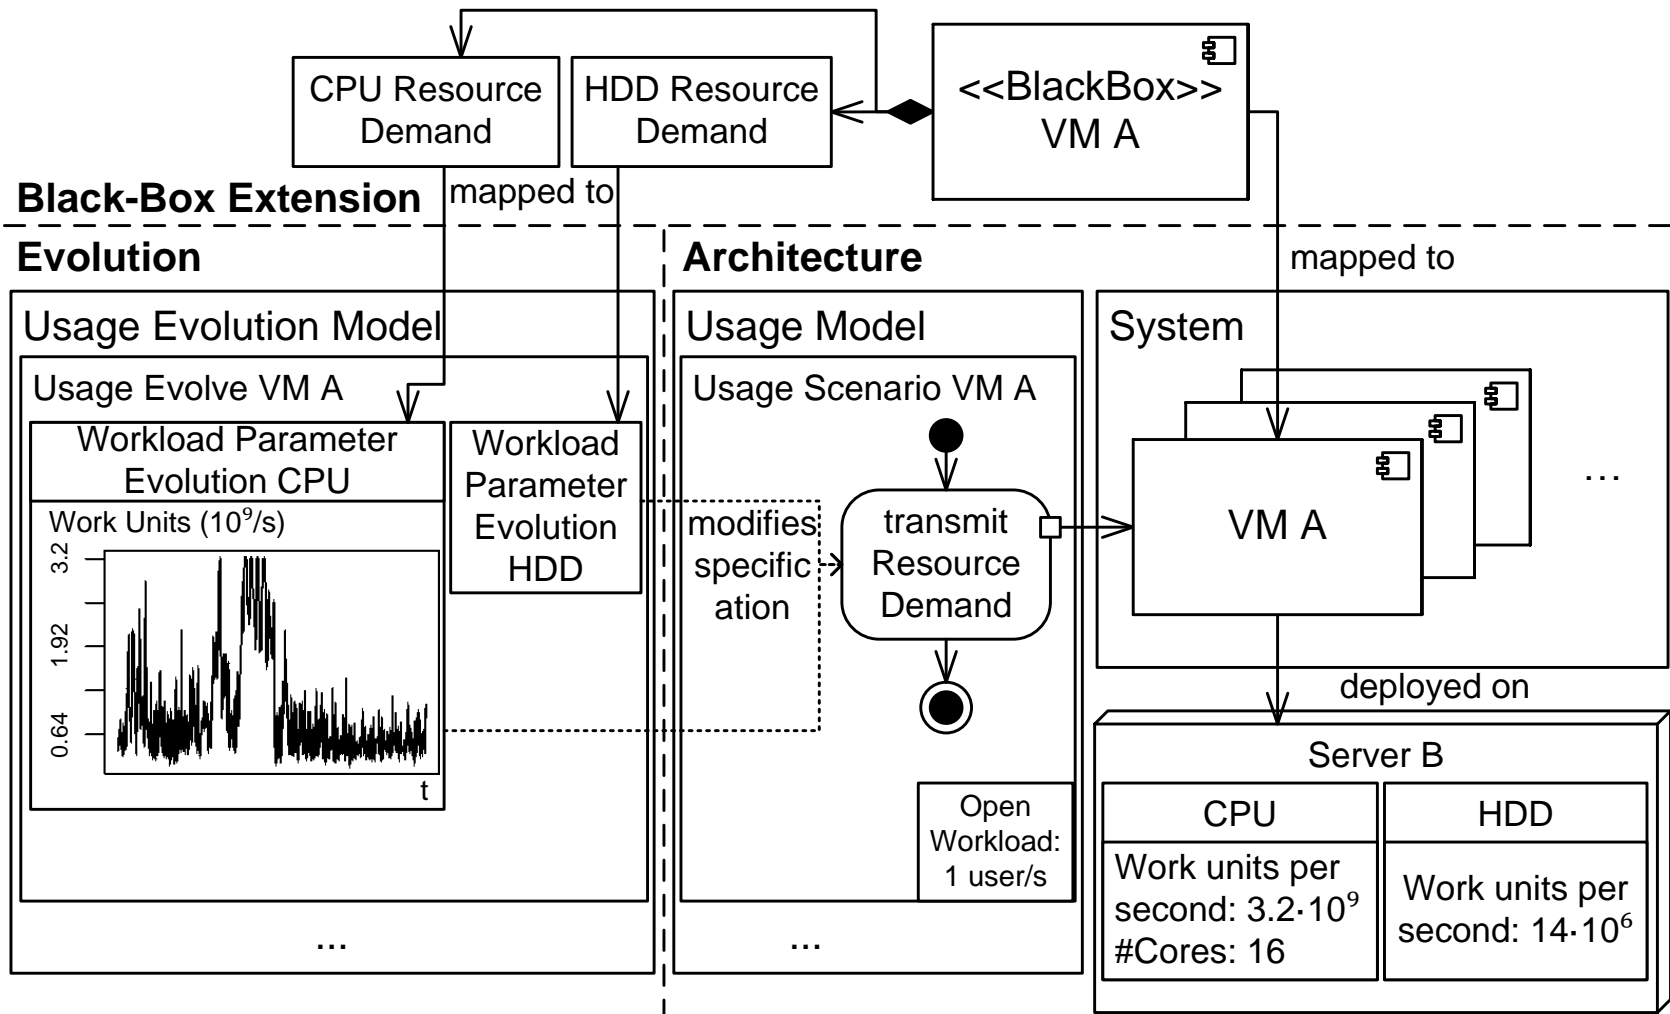 CPU Resource
Demand
HDD Resource
Demand
<<BlackBox>>
VM A
mapped to
Black-Box Extension
Evolution
Architecture
mapped to
Usage Evolution Model
Usage Evolve VM A
Workload Parameter
Evolution CPU
Work Units (10⁹/s)
3.2
1.92
0.64
t
Workload
Parameter
Evolution
HDD
...
modifies
specific
ation
Usage Model
Usage Scenario VM A
transmit
Resource
Demand
Open
Workload:
1 user/s
...
System
VM A
...
deployed on
Server B
CPU
Work units per
second: 3.2·10⁹
#Cores: 16
HDD
Work units per
second: 14·10⁶